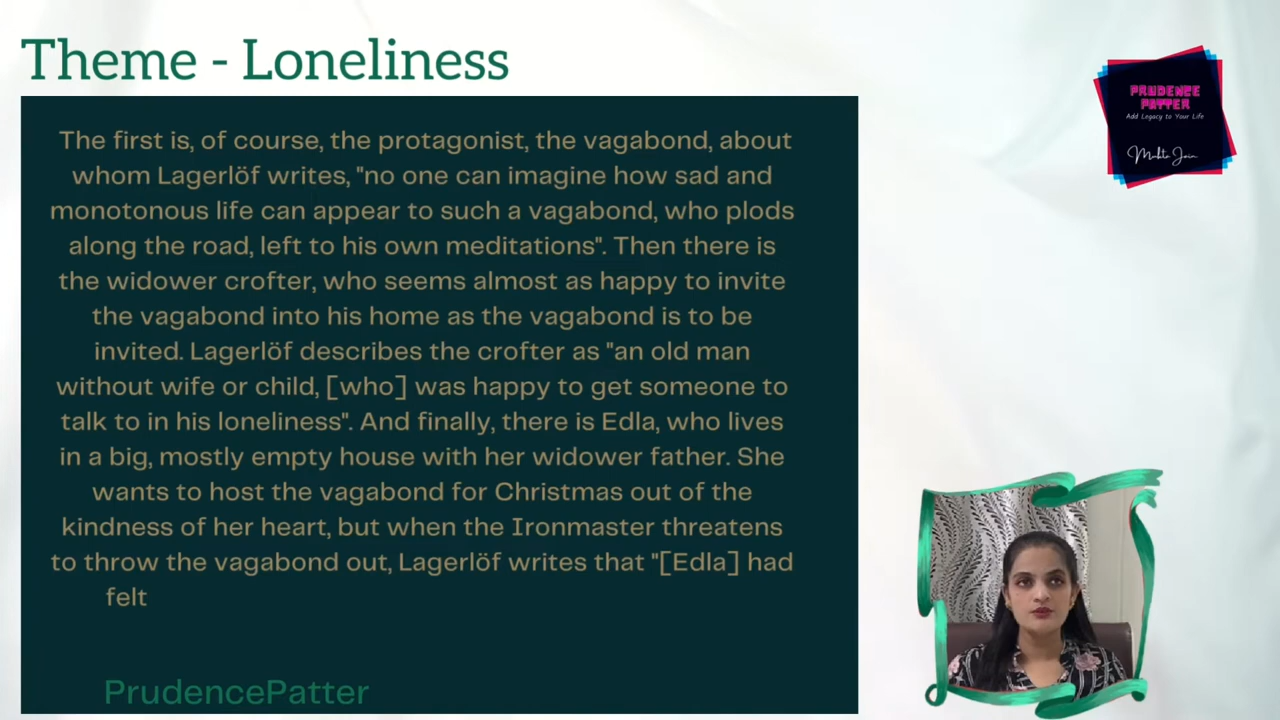 Theme - Loneliness
The first is, of course, the protagonist, the vagabond, about
whom Lagerlöf writes, "no one can imagine how sad and
monotonous life can appear to such a vagabond, who plods
along the road, left to his own meditations". Then there is
the widower crofter, who seems almost as happy to invite
the vagabond into his home as the vagabond is to be
invited. Lagerlöf describes the crofter as "an old man
without wife or child, [who] was happy to get someone to
talk to in his loneliness". And finally, there is Edla, who lives
in a big, mostly empty house with her widower father. She
wants to host the vagabond for Christmas out of the
kindness of her heart, but when the Ironmaster threatens
to throw the vagabond out, Lagerlöf writes that "[Edla] had
felt
PrudencePatter
PRUDENCE
PATTER
Add Legacy to Your Life